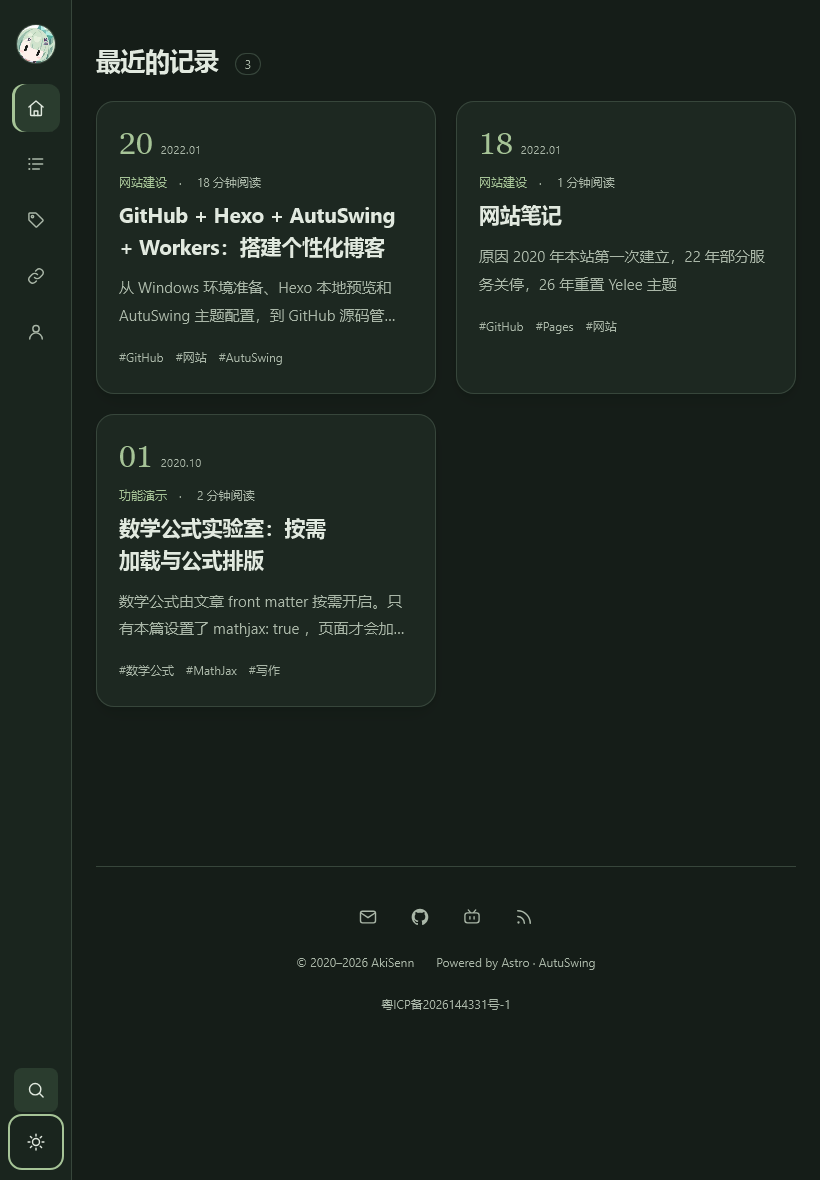 最近的记录 3
20 2022.01
网站建设 · 18 分钟阅读
GitHub + Hexo + AutuSwing
+ Workers：搭建个性化博客
从 Windows 环境准备、Hexo 本地预览和
AutuSwing 主题配置，到 GitHub 源码管...
#GitHub #网站 #AutuSwing
18 2022.01
网站建设 · 1 分钟阅读
网站笔记
原因 2020 年本站第一次建立，22 年部分服
务关停，26 年重置 Yelee 主题
#GitHub #Pages #网站
01 2020.10
功能演示 · 2 分钟阅读
数学公式实验室：按需
加载与公式排版
数学公式由文章 front matter 按需开启。只
有本篇设置了 mathjax: true ，页面才会加...
#数学公式 #MathJax #写作
© 2020–2026 AkiSenn Powered by Astro · AutuSwing
粤ICP备2026144331号-1